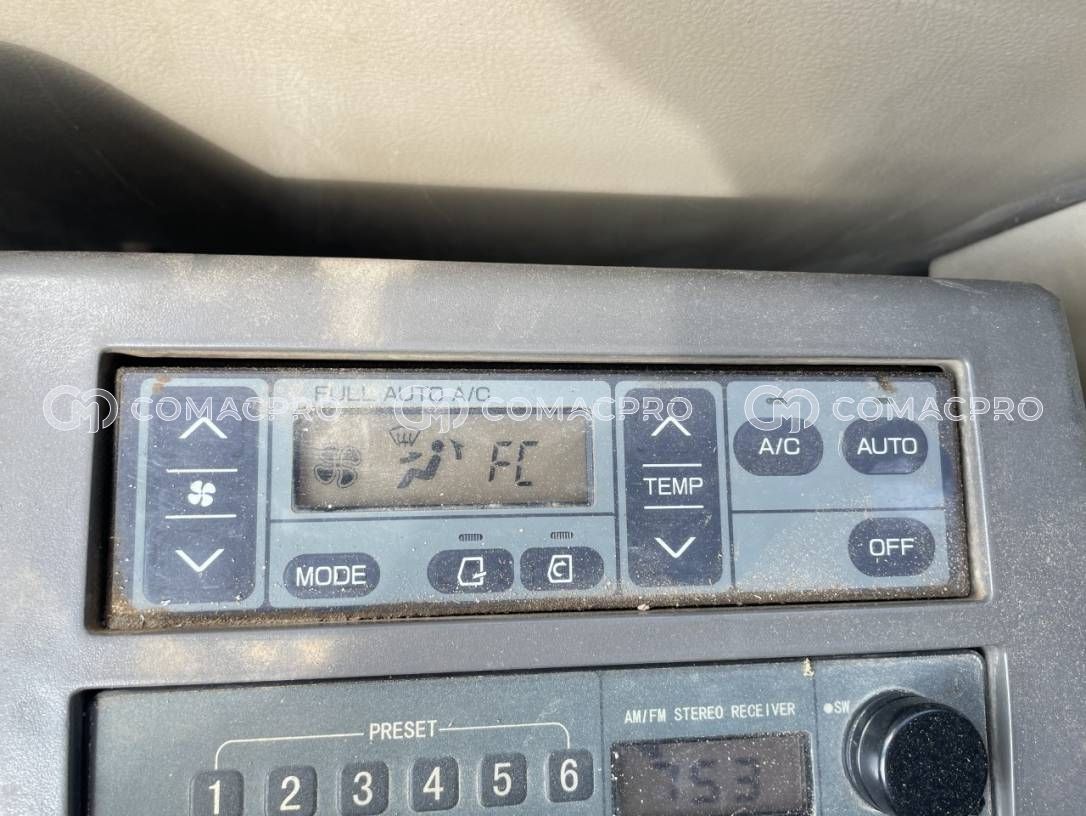 FULL AUTO A/C
COMACPRO COMACPRO COMACPRO
FC
TEMP
A/C
AUTO
MODE
OFF
PRESET
1 2 3 4 5 6
AM/FM STEREO RECEIVER
SW
753